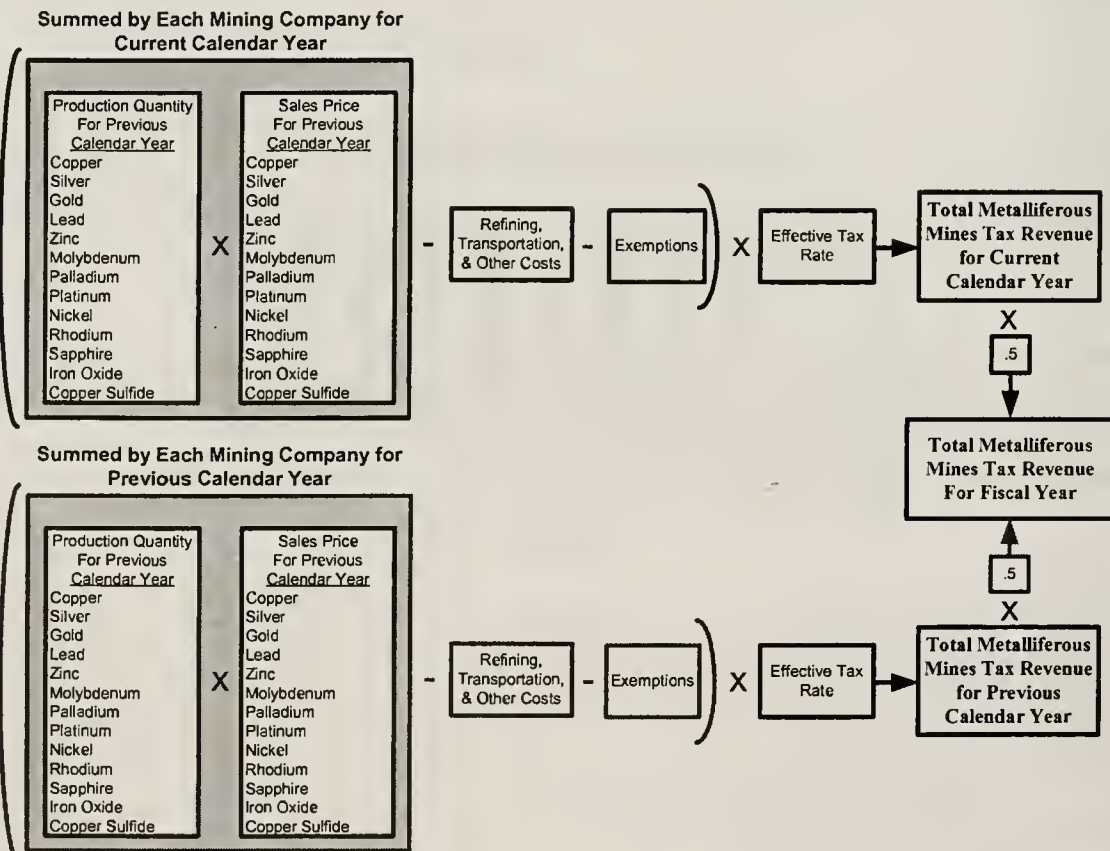 Summed by Each Mining Company for
Current Calendar Year
Production Quantity
For Previous
Calendar Year
Copper
Silver
Gold
Lead
Zinc
Molybdenum
Palladium
Platinum
Nickel
Rhodium
Sapphire
Iron Oxide
Copper Sulfide
X
Sales Price
For Previous
Calendar Year
Copper
Silver
Gold
Lead
Zinc
Molybdenum
Palladium
Platinum
Nickel
Rhodium
Sapphire
Iron Oxide
Copper Sulfide
-
Refining,
Transportation,
& Other Costs
-
Exemptions
X
Effective Tax
Rate
Total Metalliferous
Mines Tax Revenue
for Current
Calendar Year
X
.5
Total Metalliferous
Mines Tax Revenue
For Fiscal Year
Summed by Each Mining Company for
Previous Calendar Year
Production Quantity
For Previous
Calendar Year
Copper
Silver
Gold
Lead
Zinc
Molybdenum
Palladium
Platinum
Nickel
Rhodium
Sapphire
Iron Oxide
Copper Sulfide
X
Sales Price
For Previous
Calendar Year
Copper
Silver
Gold
Lead
Zinc
Molybdenum
Palladium
Platinum
Nickel
Rhodium
Sapphire
Iron Oxide
Copper Sulfide
-
Refining,
Transportation,
& Other Costs
-
Exemptions
X
Effective Tax
Rate
.5
X
Total Metalliferous
Mines Tax Revenue
for Previous
Calendar Year